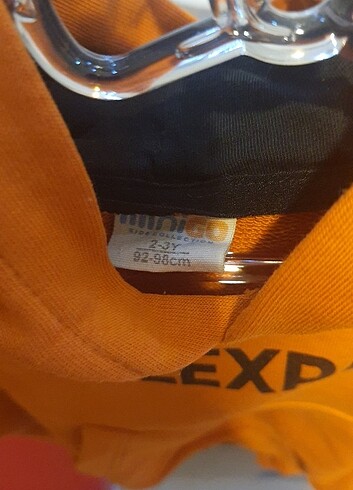 miniGO
KIDS COLLECTION
2-3Y
92-98cm
EXP